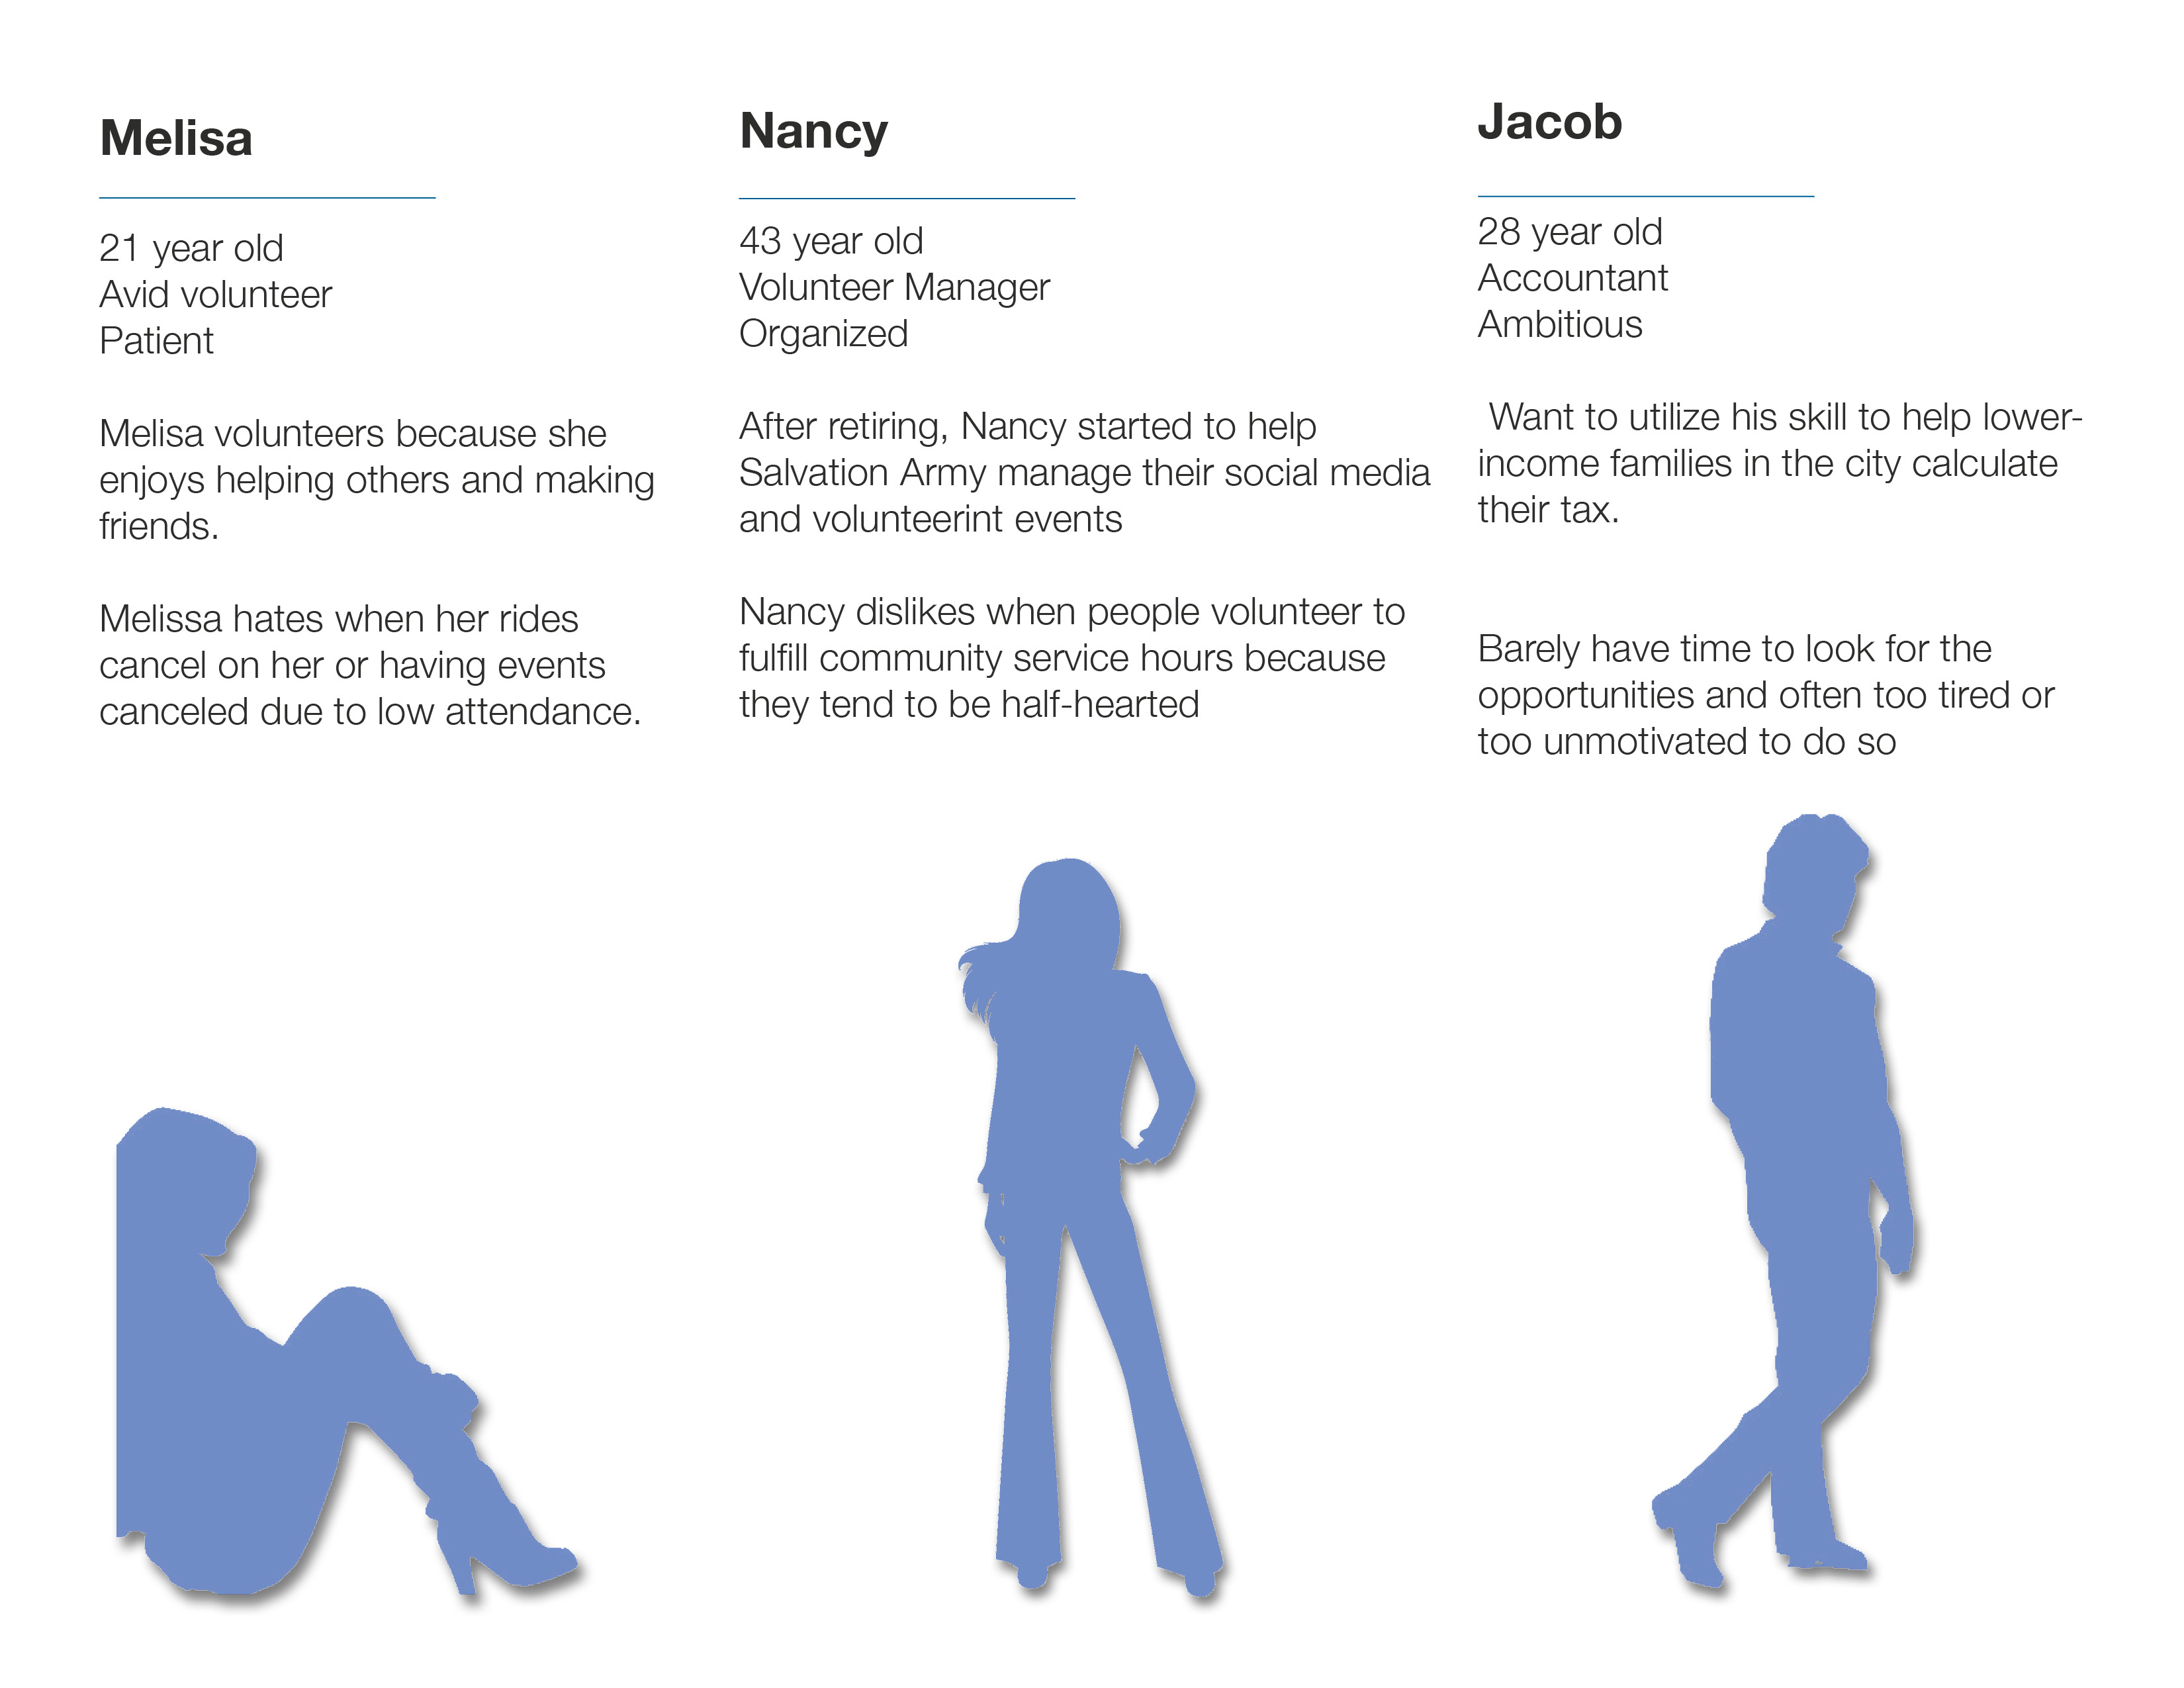 Melisa
21 year old
Avid volunteer
Patient
Melisa volunteers because she
enjoys helping others and making
friends.
Melissa hates when her rides
cancel on her or having events
canceled due to low attendance.
Nancy
43 year old
Volunteer Manager
Organized
After retiring, Nancy started to help
Salvation Army manage their social media
and volunteerint events
Nancy dislikes when people volunteer to
fulfill community service hours because
they tend to be half-hearted
Jacob
28 year old
Accountant
Ambitious
Want to utilize his skill to help lower-
income families in the city calculate
their tax.
Barely have time to look for the
opportunities and often too tired or
too unmotivated to do so